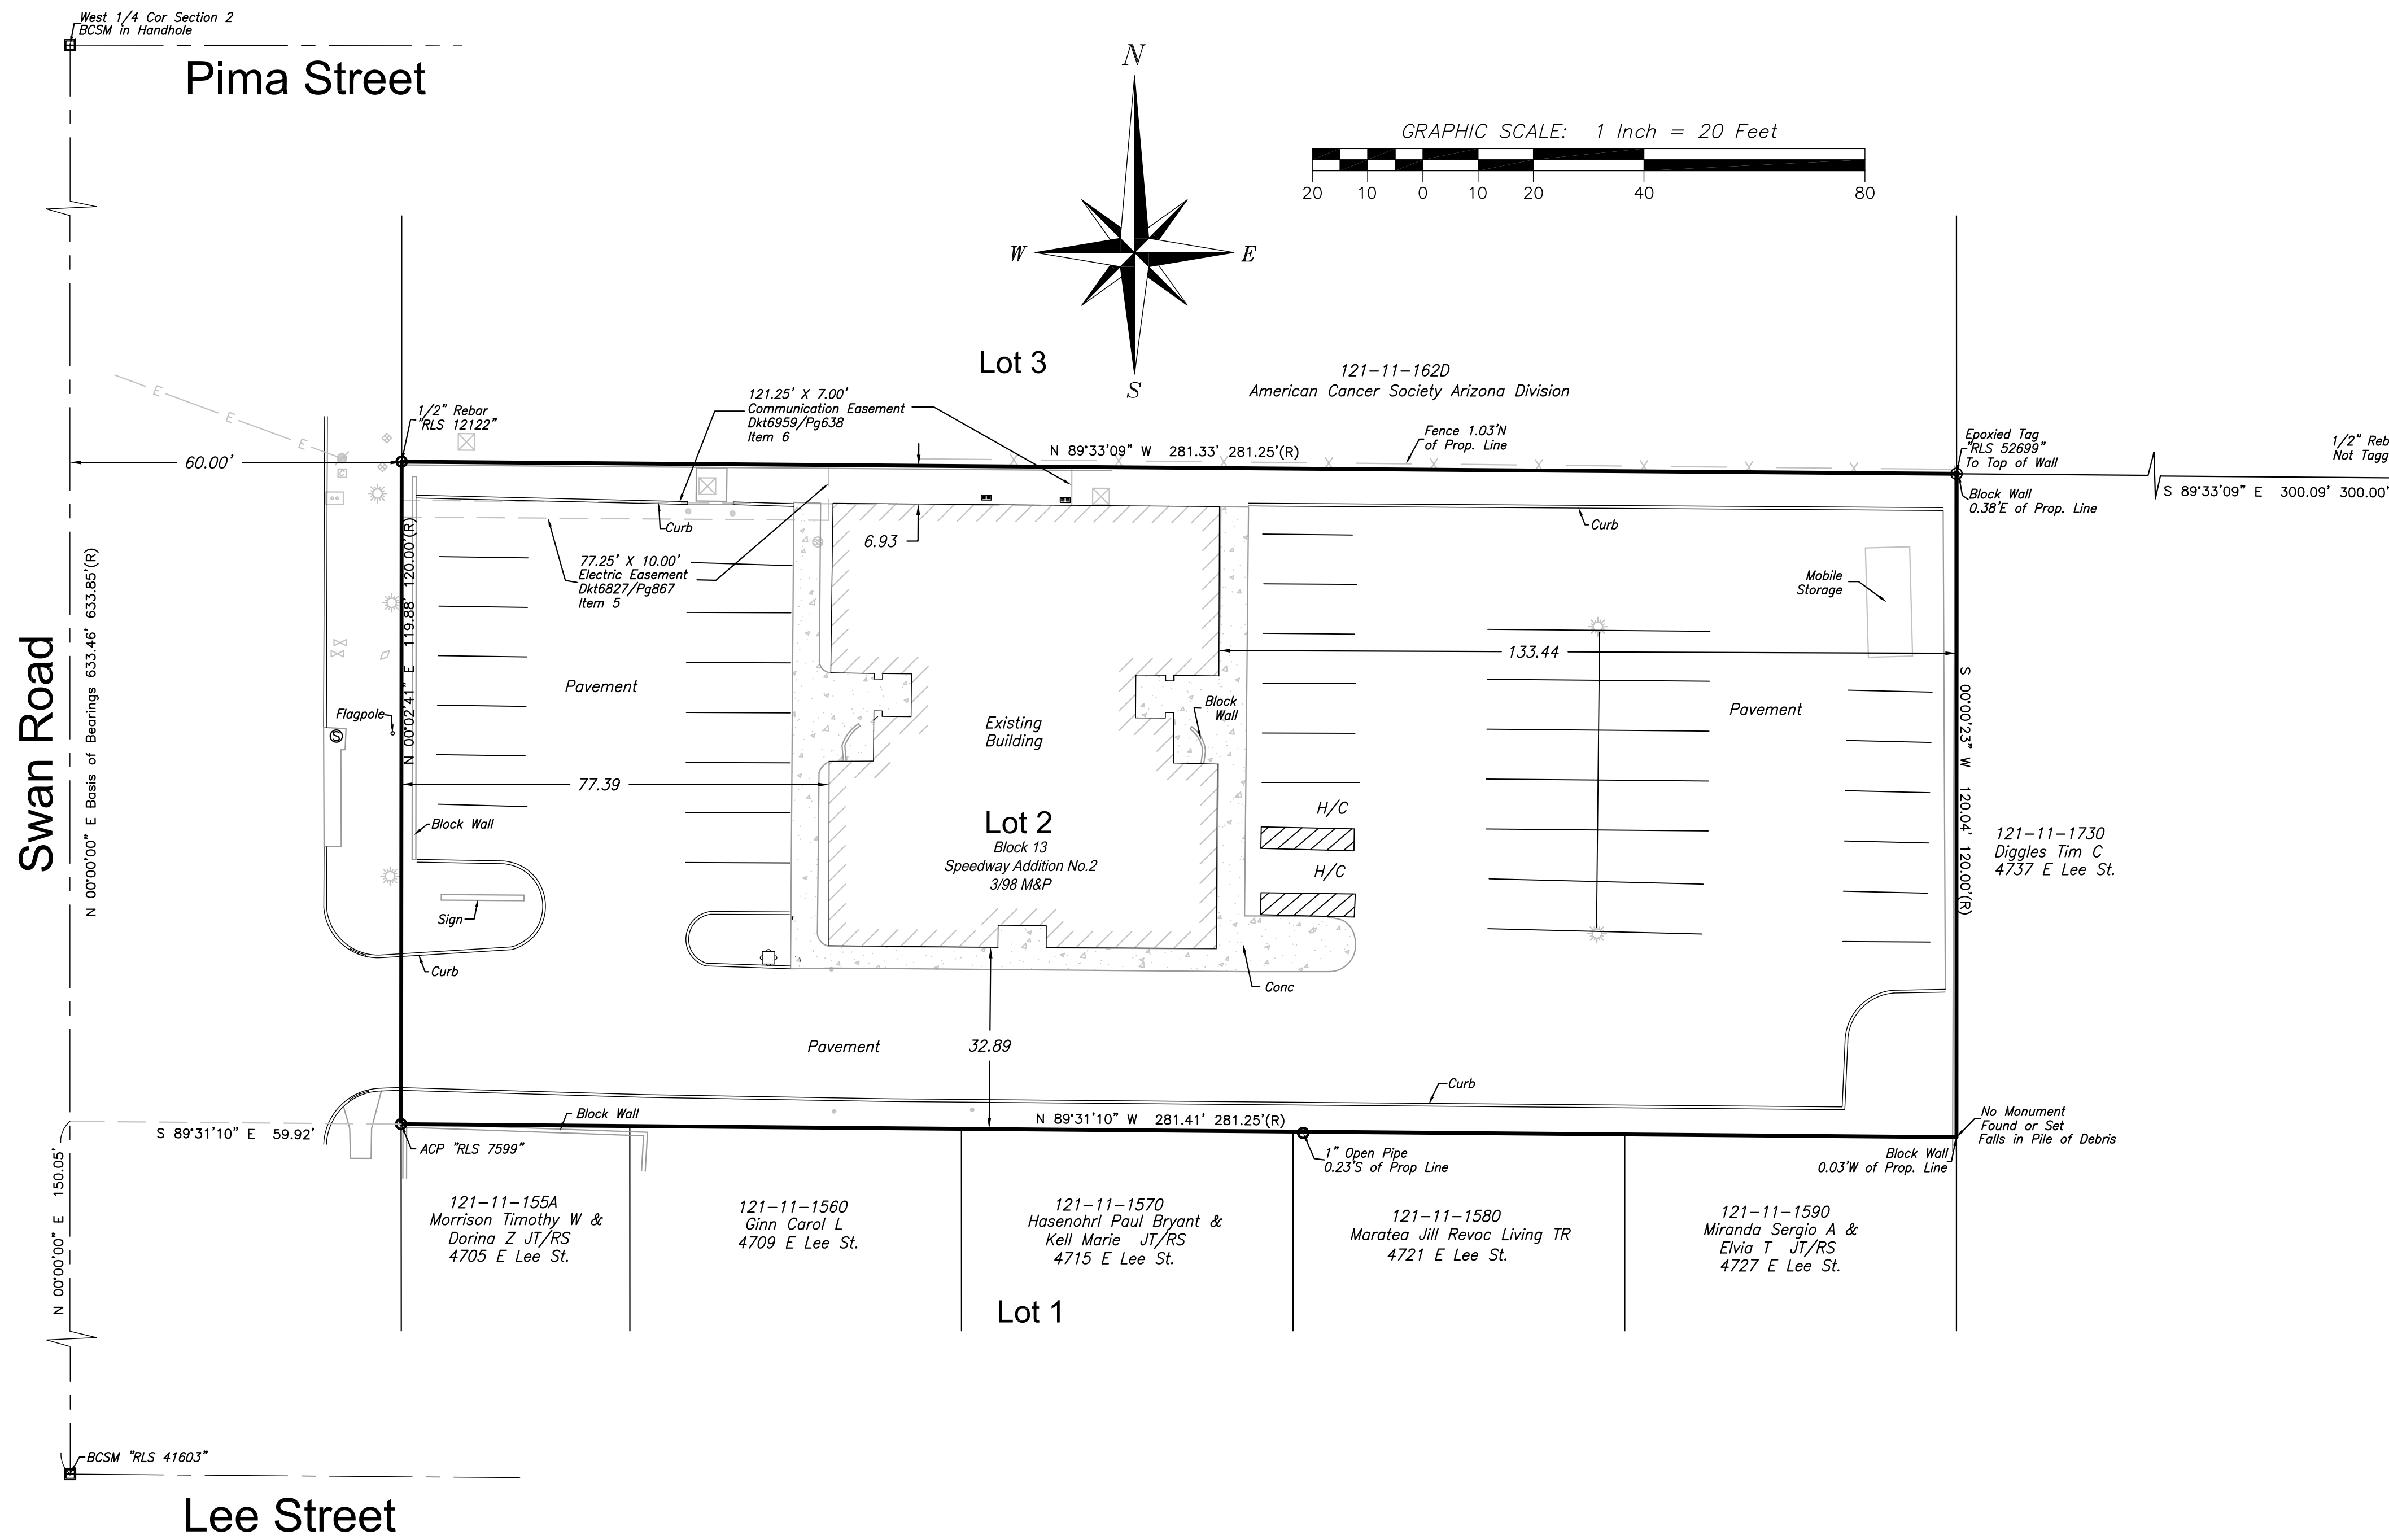 West 1/4 Cor Section 2
BCSM in Handhole
Pima Street
N
W
E
S
GRAPHIC SCALE: 1 Inch = 20 Feet
20 10 0 10 20 40 80
Lot 3
121-11-162D
American Cancer Society Arizona Division
121.25' X 7.00'
Communication Easement
Dkt6959/Pg638
Item 6
1/2" Rebar
"RLS 12122"
E
E
E
60.00'
N 89°33'09" W 281.33' 281.25'(R)
Fence 1.03'N
of Prop. Line
X X X X X X X X X
Epoxied Tag
"RLS 52699"
To Top of Wall
1/2" Reb
Not Tagg
S 89°33'09" E 300.09' 300.00'
Block Wall
0.38'E of Prop. Line
C
Curb
6.93
Curb
77.25' X 10.00'
Electric Easement
Dkt6827/Pg867
Item 5
Mobile
Storage
Swan Road
N 00°00'00" E Basis of Bearings 633.46' 633.85'(R)
N 00°02'41" E 119.88' 120.00'(R)
133.44
Pavement
Flagpole
S
Existing
Building
Block
Wall
Pavement
S 00°00'23" W 120.04' 120.00'(R)
77.39
Block Wall
H/C
H/C
Lot 2
Block 13
Speedway Addition No.2
3/98 M&P
121-11-1730
Diggles Tim C
4737 E Lee St.
Sign
Curb
Conc
Pavement
32.89
Curb
Block Wall
N 89°31'10" W 281.41' 281.25'(R)
No Monument
Found or Set
Falls in Pile of Debris
S 89°31'10" E 59.92'
ACP "RLS 7599"
1" Open Pipe
0.23'S of Prop Line
Block Wall
0.03'W of Prop. Line
N 00°00'00" E 150.05'
121-11-155A
Morrison Timothy W &
Dorina Z JT/RS
4705 E Lee St.
121-11-1560
Ginn Carol L
4709 E Lee St.
121-11-1570
Hasenohrl Paul Bryant &
Kell Marie JT/RS
4715 E Lee St.
121-11-1580
Maratea Jill Revoc Living TR
4721 E Lee St.
121-11-1590
Miranda Sergio A &
Elvia T JT/RS
4727 E Lee St.
Lot 1
BCSM "RLS 41603"
Lee Street